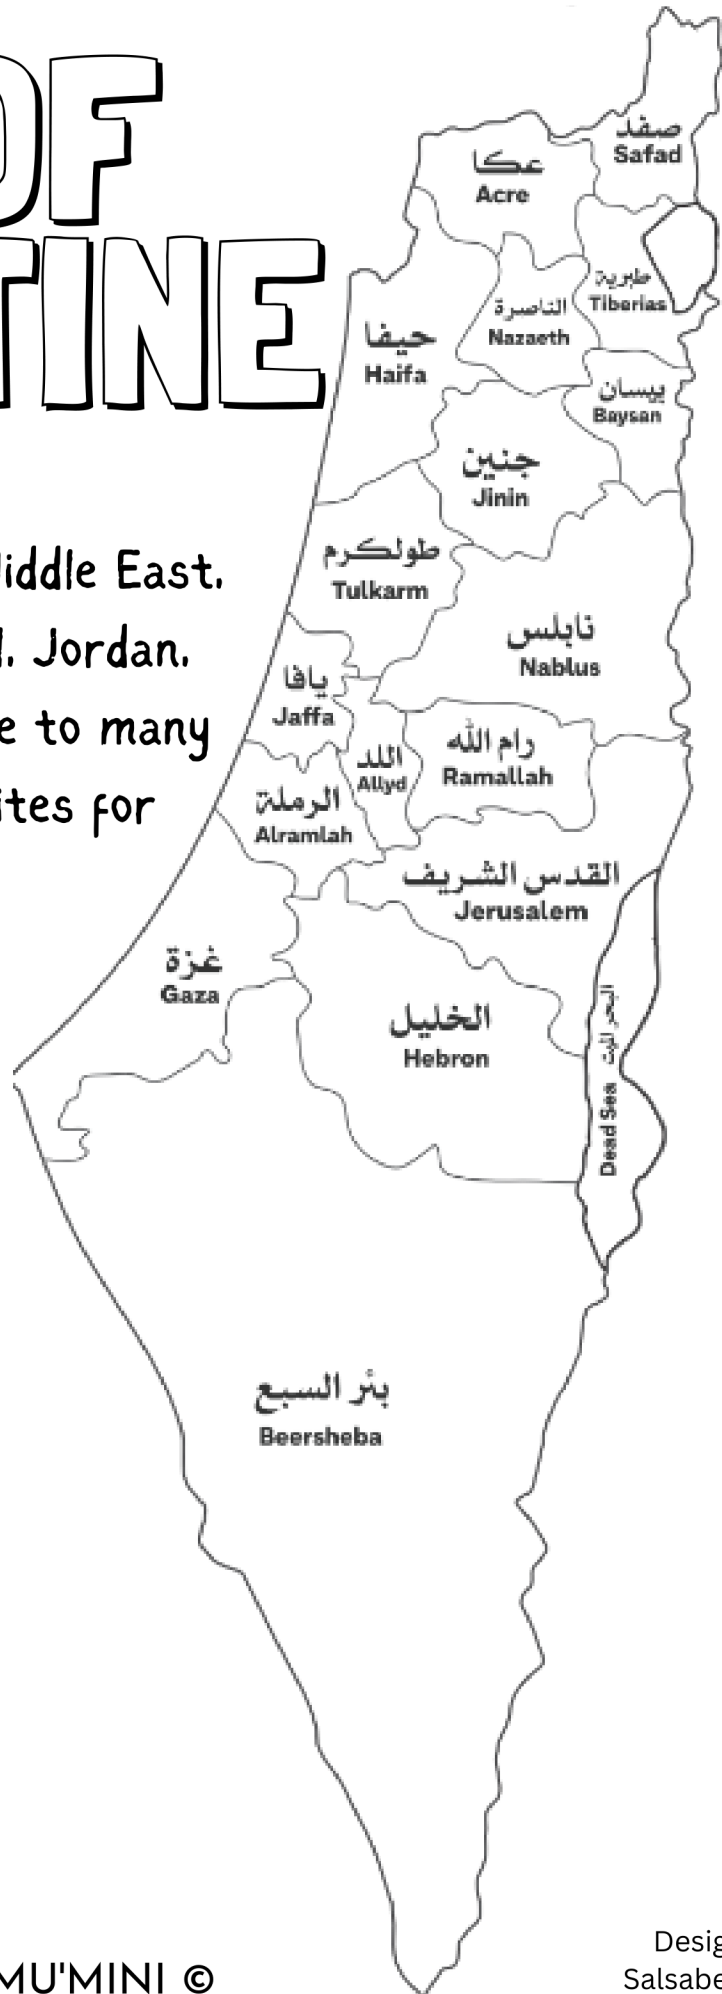 OF
TINE
iddle East.
. Jordan.
e to many
ites for
صفد
Safad
عكا
Acre
طبرية
Tiberias
الناصرة
Nazaeth
حيفا
Haifa
بيسان
Baysan
جنين
Jinin
طولكرم
Tulkarm
نابلس
Nablus
يافا
Jaffa
اللد
Allyd
رام الله
Ramallah
الرملة
Alramlah
القدس الشريف
Jerusalem
غزة
Gaza
الخليل
Hebron
البحر الميت
Dead Sea
بئر السبع
Beersheba
MU'MINI ©
Desig
Salsabe